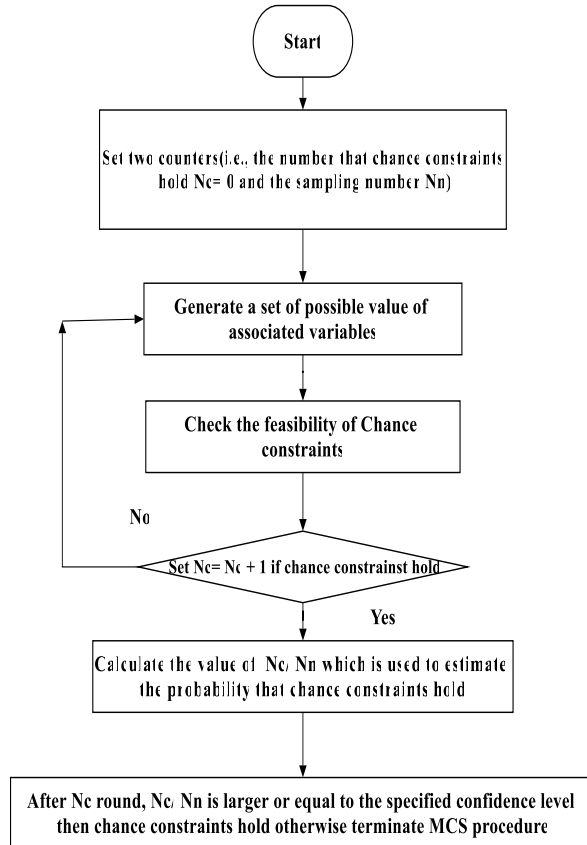 Start
Set two counters(i.e., the number that chance constraints
hold Nc= 0 and the sampling number Nn)
Generate a set of possible value of
associated variables
Check the feasibility of Chance
constraints
No
Set Nc= Nc + 1 if chance constrainst hold
Yes
Calculate the value of Nc/ Nn which is used to estimate
the probability that chance constraints hold
After Nc round, Nc/ Nn is larger or equal to the specified confidence level
then chance constraints hold otherwise terminate MCS procedure